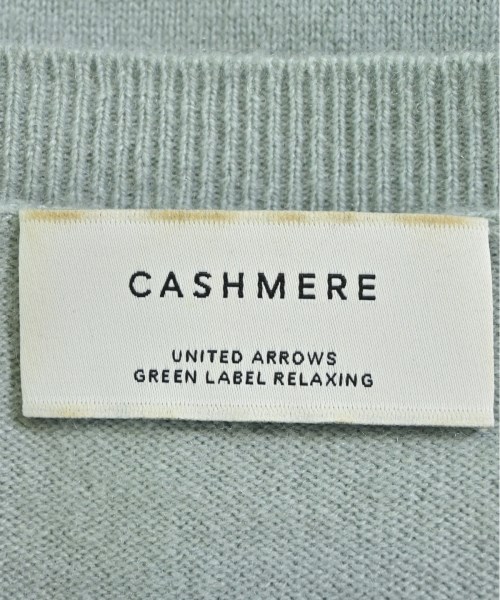 CASHMERE
UNITED ARROWS
GREEN LABEL RELAXING